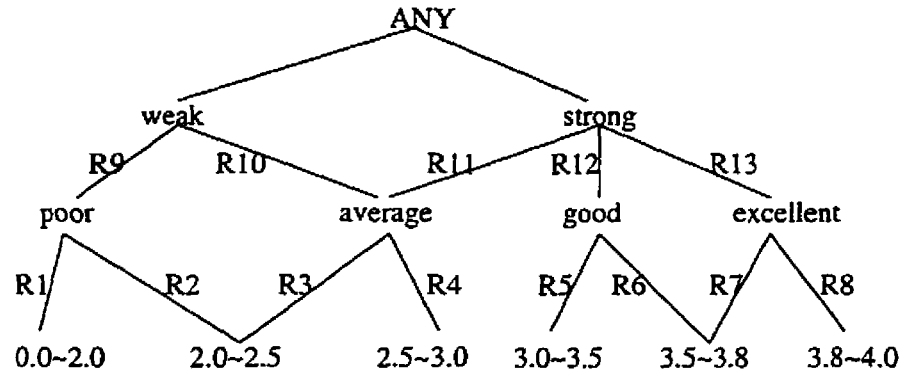 ANY
weak strong
R9 R10 R11 R12 R13
poor average good excellent
R1 R2 R3 R4 R5 R6 R7 R8
0.0~2.0 2.0~2.5 2.5~3.0 3.0~3.5 3.5~3.8 3.8~4.0